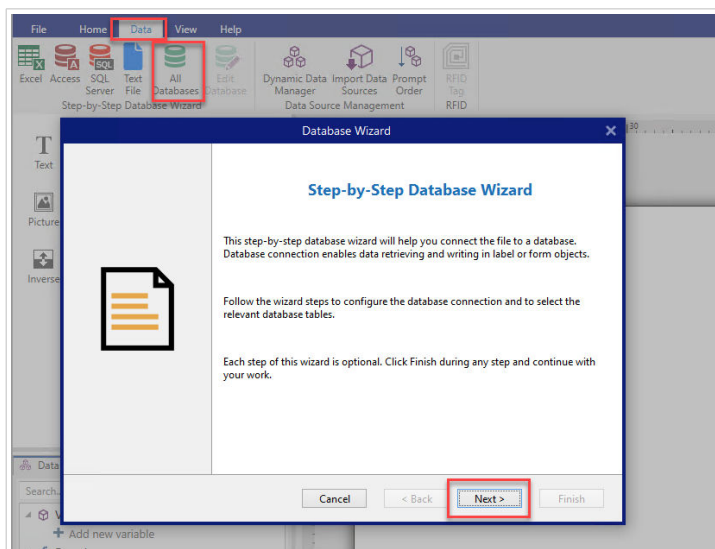 File Home Data View Help
Excel Access SQL Server Text File All Databases Edit Database Dynamic Data Manager Import Data Sources Prompt Order RFID Tag
Step-by-Step Database Wizard Data Source Management RFID
30
Text
Picture
Inverse
Database Wizard
Step-by-Step Database Wizard
This step-by-step database wizard will help you connect the file to a database.
Database connection enables data retrieving and writing in label or form objects.
Follow the wizard steps to configure the database connection and to select the
relevant database tables.
Each step of this wizard is optional. Click Finish during any step and continue with
your work.
Cancel < Back Next > Finish
Data
Search
V
Add new variable